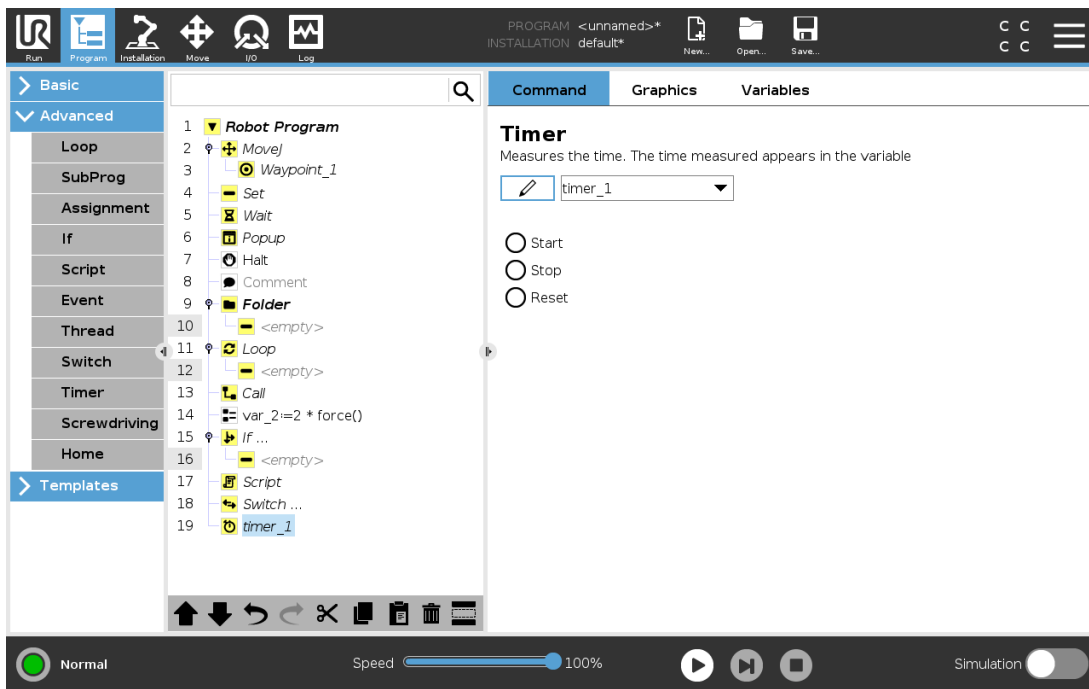 UR
PROGRAM <unnamed>*
INSTALLATION default*
Run Program Installation Move I/O Log New... Open... Save...
C C
C C
Basic
Advanced
Loop
SubProg
Assignment
If
Script
Event
Thread
Switch
Timer
Screwdriving
Home
Templates
1 Robot Program
2 MoveJ
3 Waypoint_1
4 Set
5 Wait
6 Popup
7 Halt
8 Comment
9 Folder
10 <empty>
11 Loop
12 <empty>
13 Call
14 var_2:=2 * force()
15 If ...
16 <empty>
17 Script
18 Switch ...
19 timer_1
Command Graphics Variables
Timer
Measures the time. The time measured appears in the variable
timer_1
Start
Stop
Reset
Normal Speed 100% Simulation